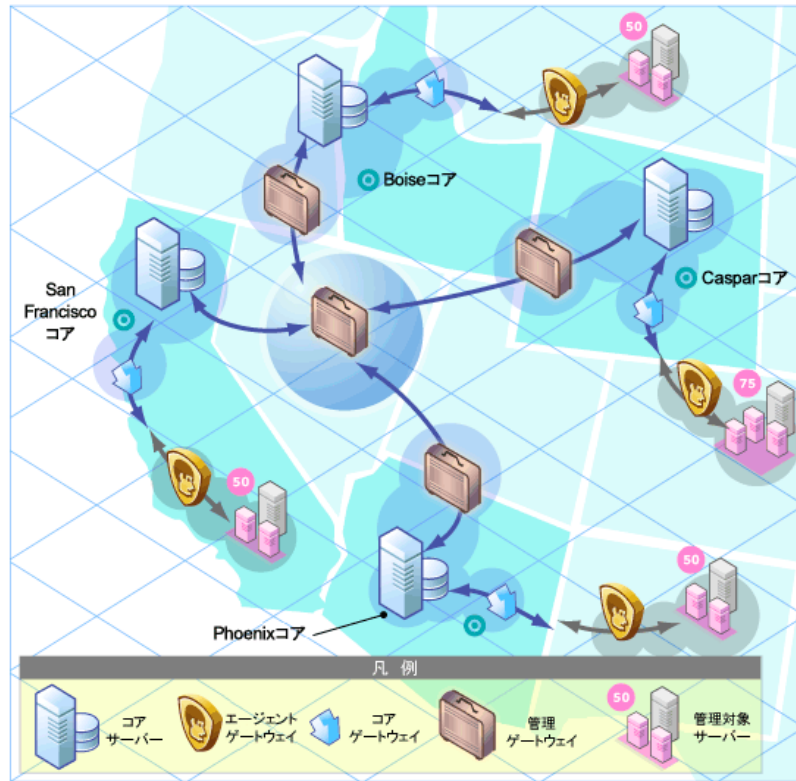 50
Boiseコア
San
Francisco
コア
Casparコア
75
50
50
Phoenixコア
凡 例
コア
サーバー
エージェント
ゲートウェイ
コア
ゲートウェイ
管理
ゲートウェイ
50
管理対象
サーバー